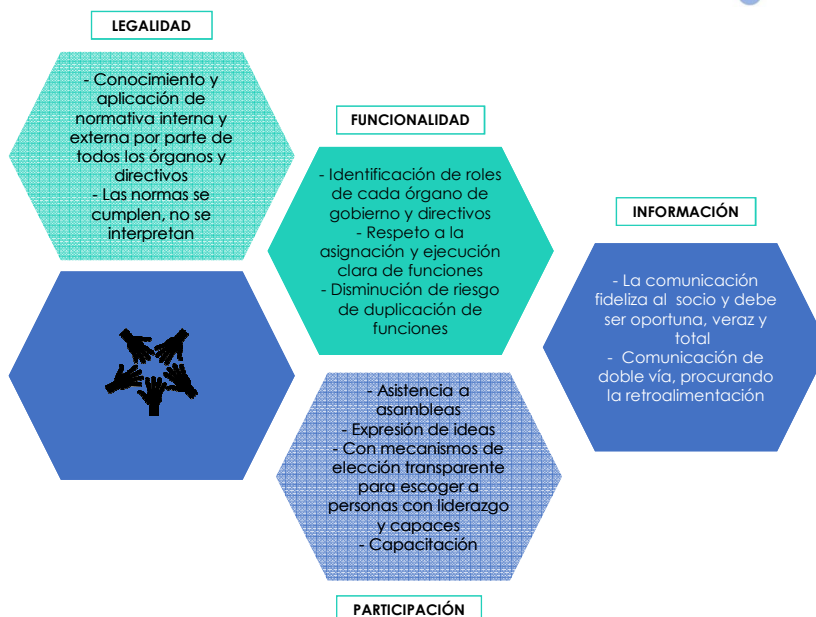 LEGALIDAD
- Conocimiento y
aplicación de
normativa interna y
externa por parte de
todos los órganos y
directivos
- Las normas se
cumplen, no se
interpretan
FUNCIONALIDAD
- Identificación de roles
de cada órgano de
gobierno y directivos
- Respeto a la
asignación y ejecución
clara de funciones
- Disminución de riesgo
de duplicación de
funciones
INFORMACIÓN
- La comunicación
fideliza al socio y debe
ser oportuna, veraz y
total
- Comunicación de
doble vía, procurando
la retroalimentación
- Asistencia a
asambleas
- Expresión de ideas
- Con mecanismos de
elección transparente
para escoger a
personas con liderazgo
y capaces
- Capacitación
PARTICIPACIÓN